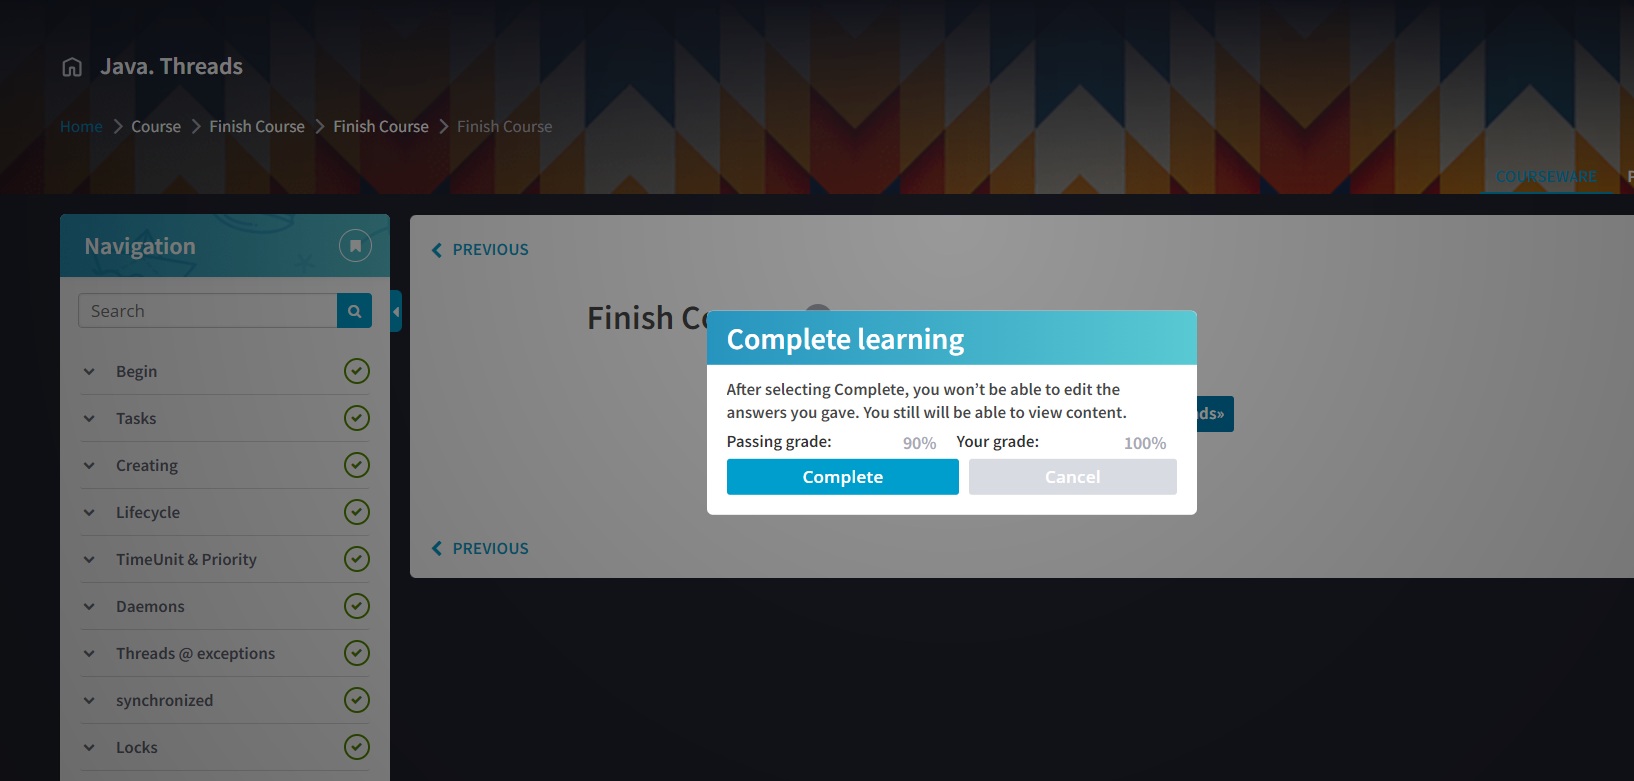 Java. Threads
Home > Course > Finish Course > Finish Course > Finish Course
COURSEWARE
Navigation
Search
Begin
Tasks
Creating
Lifecycle
TimeUnit & Priority
Daemons
Threads @ exceptions
synchronized
Locks
PREVIOUS
Finish
Complete learning
After selecting Complete, you won't be able to edit the
answers you gave. You still will be able to view content.
Passing grade: 90% Your grade: 100%
Complete Cancel
PREVIOUS